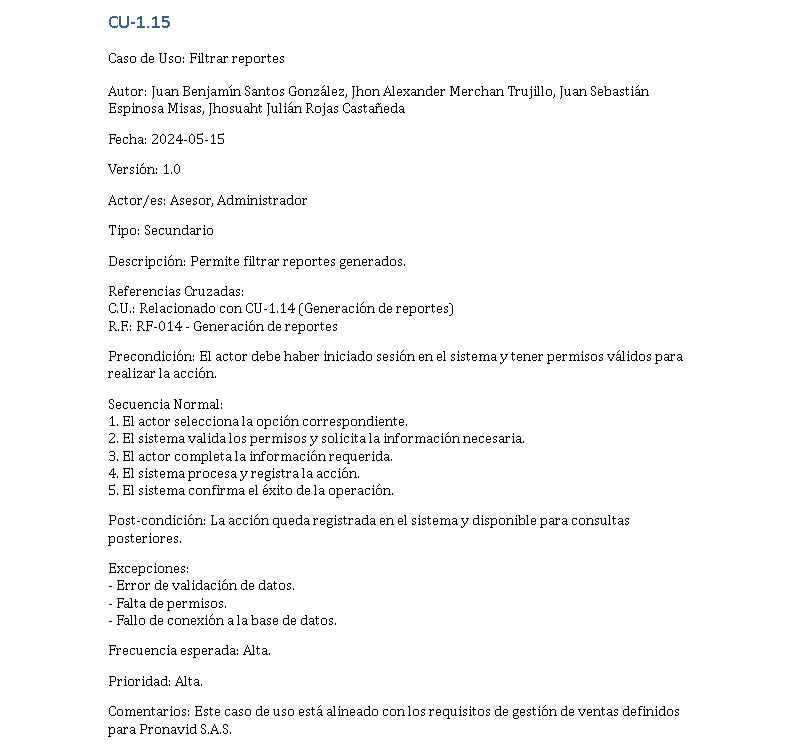 CU-1.15
Caso de Uso: Filtrar reportes
Autor: Juan Benjamín Santos González, Jhon Alexander Merchan Trujillo, Juan Sebastián
Espinosa Misas, Jhosuaht Julián Rojas Castañeda
Fecha: 2024-05-15
Versión: 1.0
Actor/es: Asesor, Administrador
Tipo: Secundario
Descripción: Permite filtrar reportes generados.
Referencias Cruzadas:
C.U.: Relacionado con CU-1.14 (Generación de reportes)
R.F.: RF-014 - Generación de reportes
Precondición: El actor debe haber iniciado sesión en el sistema y tener permisos válidos para
realizar la acción.
Secuencia Normal:
1. El actor selecciona la opción correspondiente.
2. El sistema valida los permisos y solicita la información necesaria.
3. El actor completa la información requerida.
4. El sistema procesa y registra la acción.
5. El sistema confirma el éxito de la operación.
Post-condición: La acción queda registrada en el sistema y disponible para consultas
posteriores.
Excepciones:
- Error de validación de datos.
- Falta de permisos.
- Fallo de conexión a la base de datos.
Frecuencia esperada: Alta.
Prioridad: Alta.
Comentarios: Este caso de uso está alineado con los requisitos de gestión de ventas definidos
para Pronavid S.A.S.